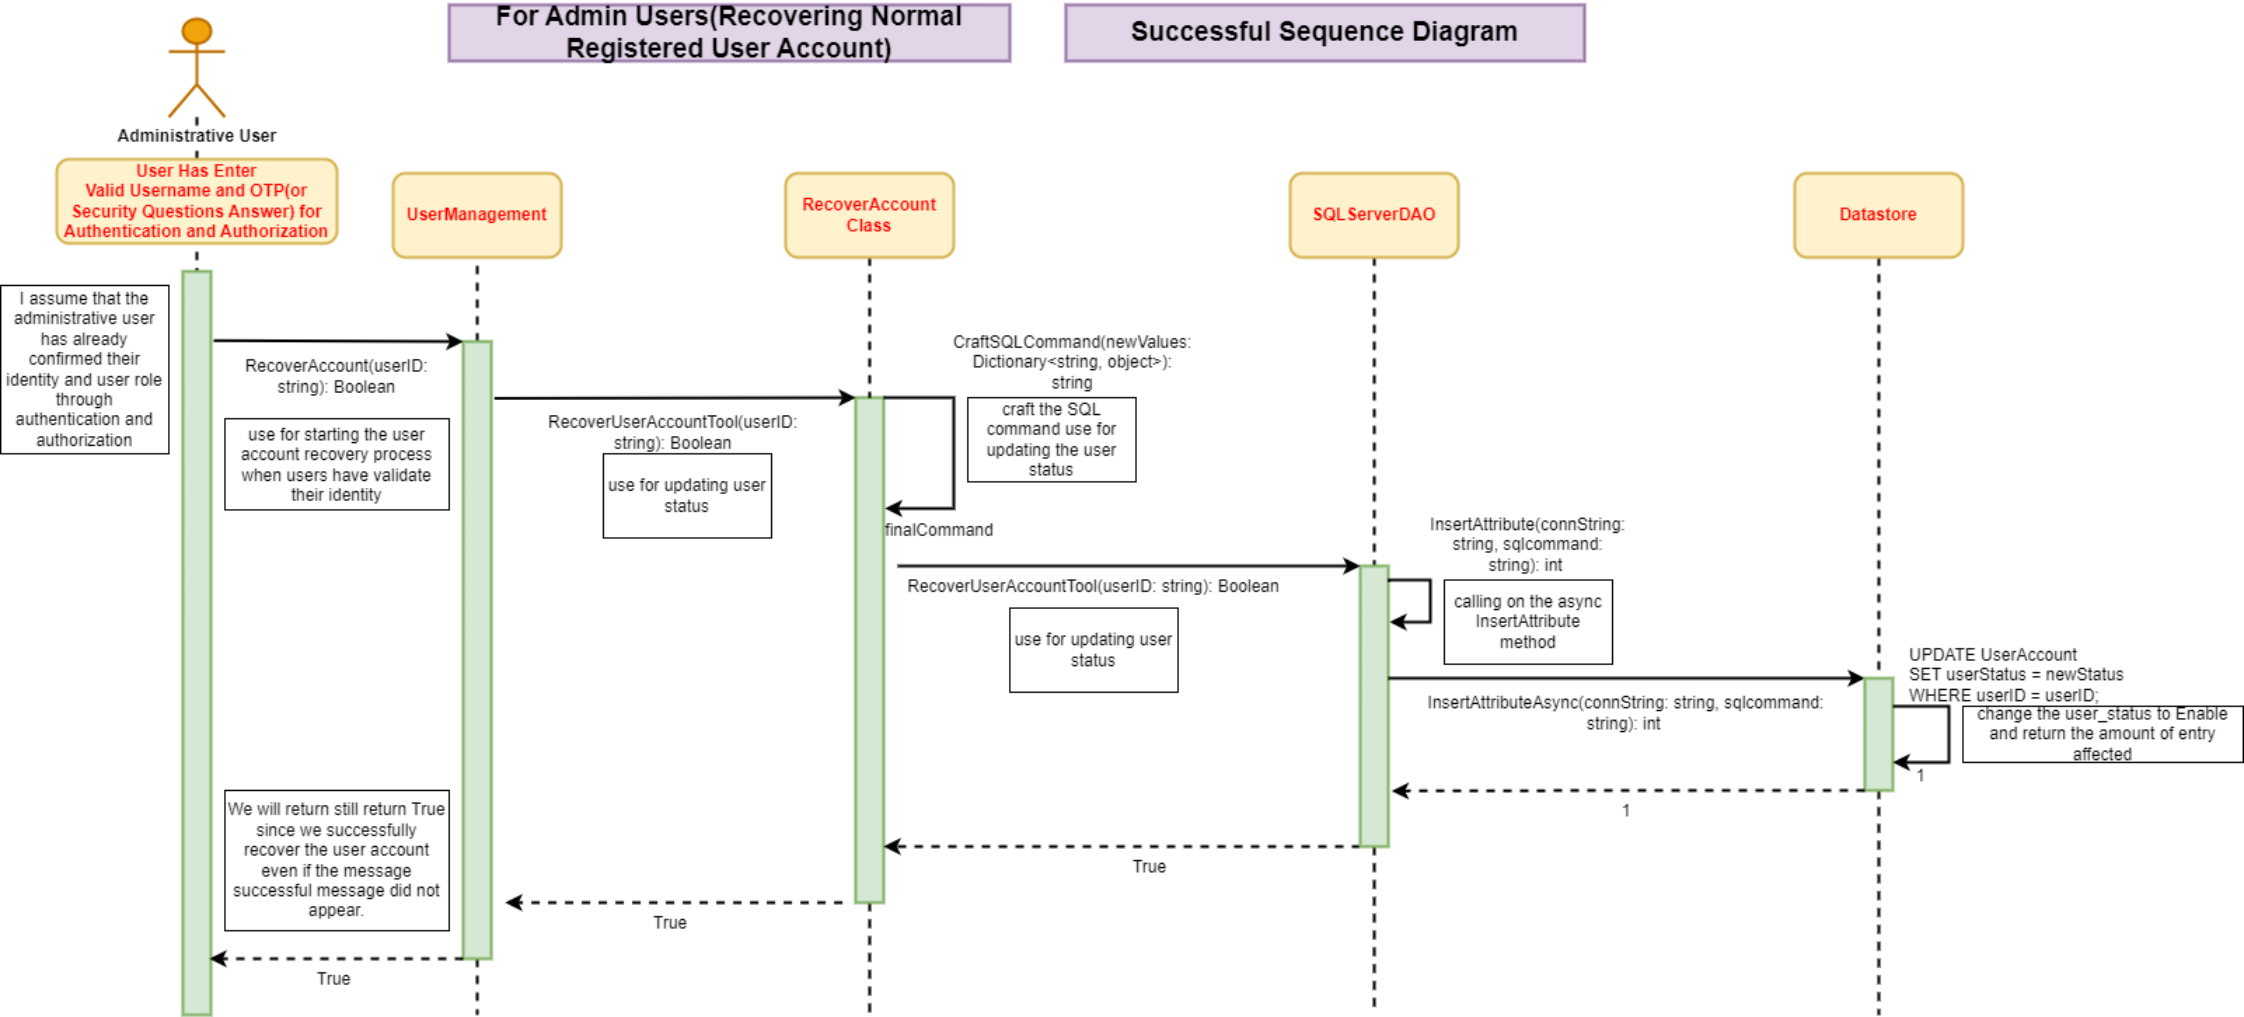 For Admin Users(Recovering Normal
Registered User Account)
Successful Sequence Diagram
Administrative User
User Has Enter
Valid Username and OTP(or
Security Questions Answer) for
Authentication and Authorization
UserManagement
RecoverAccount
Class
SQLServerDAO
Datastore
I assume that the
administrative user
has already
confirmed their
identity and user role
through
authentication and
authorization
RecoverAccount(userID:
string): Boolean
use for starting the user
account recovery process
when users have validate
their identity
RecoverUserAccountTool(userID:
string): Boolean
use for updating user
status
CraftSQLCommand(newValues:
Dictionary<string, object>):
string
craft the SQL
command use for
updating the user
status
finalCommand
RecoverUserAccountTool(userID: string): Boolean
use for updating user
status
InsertAttribute(connString:
string, sqlcommand:
string): int
calling on the async
InsertAttribute
method
InsertAttributeAsync(connString: string, sqlcommand:
string): int
UPDATE UserAccount
SET userStatus = newStatus
WHERE userID = userID;
change the user_status to Enable
and return the amount of entry
affected
1
1
True
True
We will return still return True
since we successfully
recover the user account
even if the message
successful message did not
appear.
True